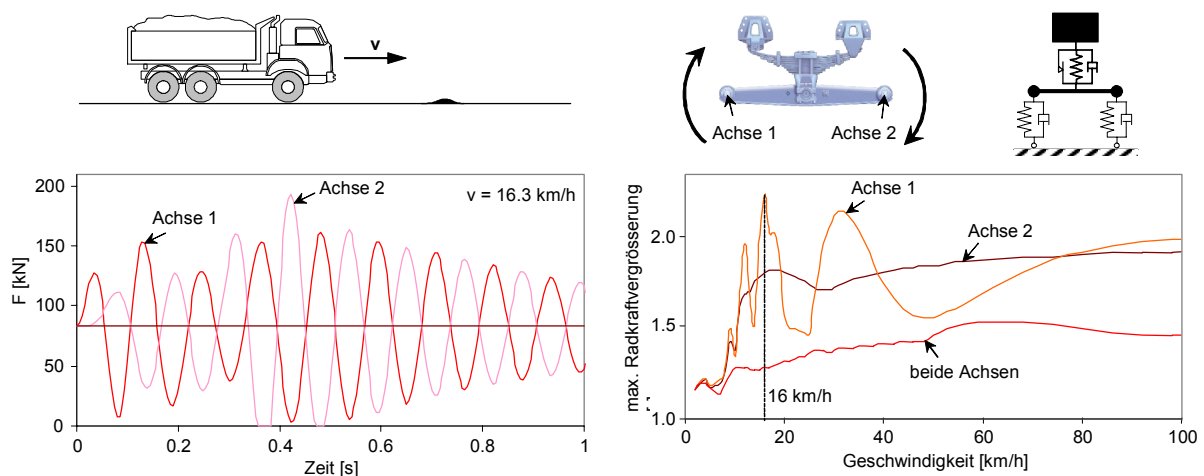 v
Achse 1
Achse 2
F [kN]
200
150
100
50
0
Achse 1
Achse 2
v = 16.3 km/h
0
0.2
0.4
0.6
0.8
1
Zeit [s]
max. Radkraftvergrösserung
2.0
1.5
1.0
Achse 1
Achse 2
beide Achsen
16 km/h
0
20
40
60
80
100
Geschwindigkeit [km/h]